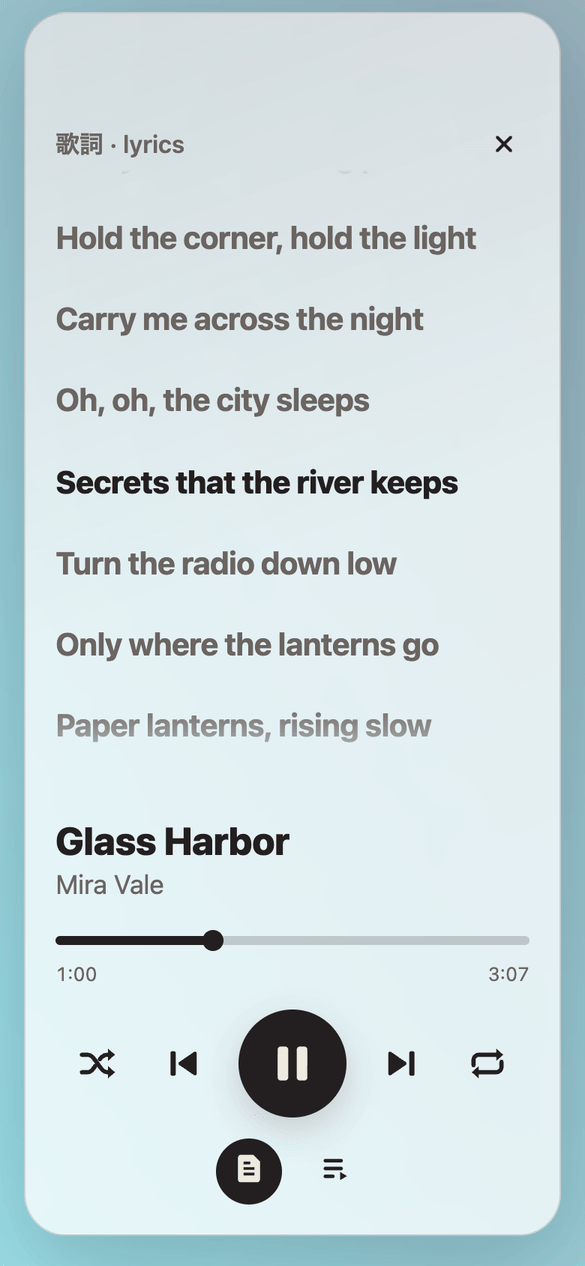 歌詞 · lyrics
Hold the corner, hold the light
Carry me across the night
Oh, oh, the city sleeps
Secrets that the river keeps
Turn the radio down low
Only where the lanterns go
Paper lanterns, rising slow
Glass Harbor
Mira Vale
1:00 3:07